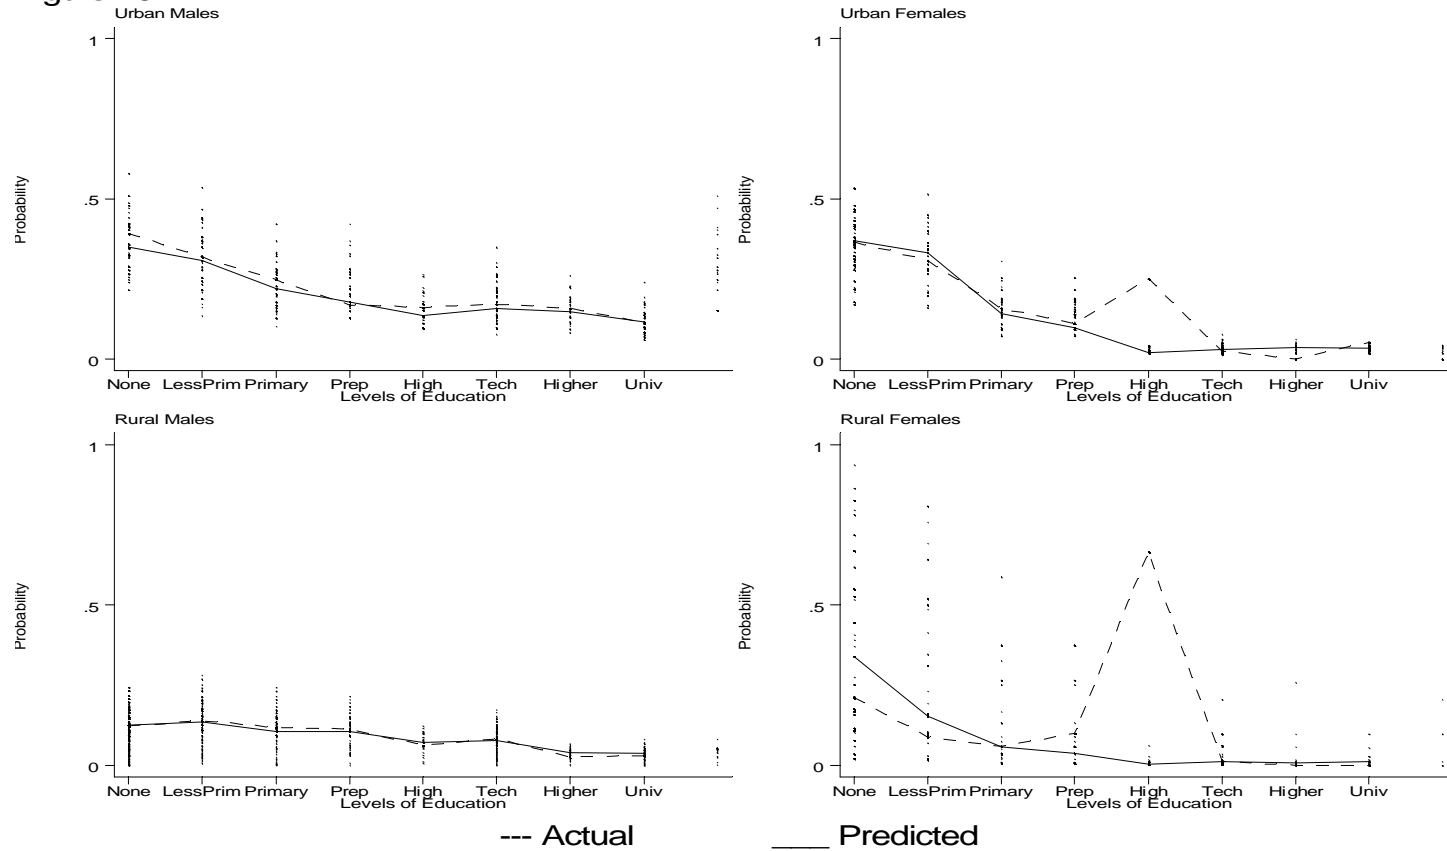 Urban Males
1
.5
0
Probability
None LessPrim Primary Prep High Tech Higher Univ
Levels of Education
Urban Females
1
.5
0
Probability
None LessPrim Primary Prep High Tech Higher Univ
Levels of Education
Rural Males
1
.5
0
Probability
None LessPrim Primary Prep High Tech Higher Univ
Levels of Education
Rural Females
1
.5
0
Probability
None LessPrim Primary Prep High Tech Higher Univ
Levels of Education
--- Actual ___ Predicted